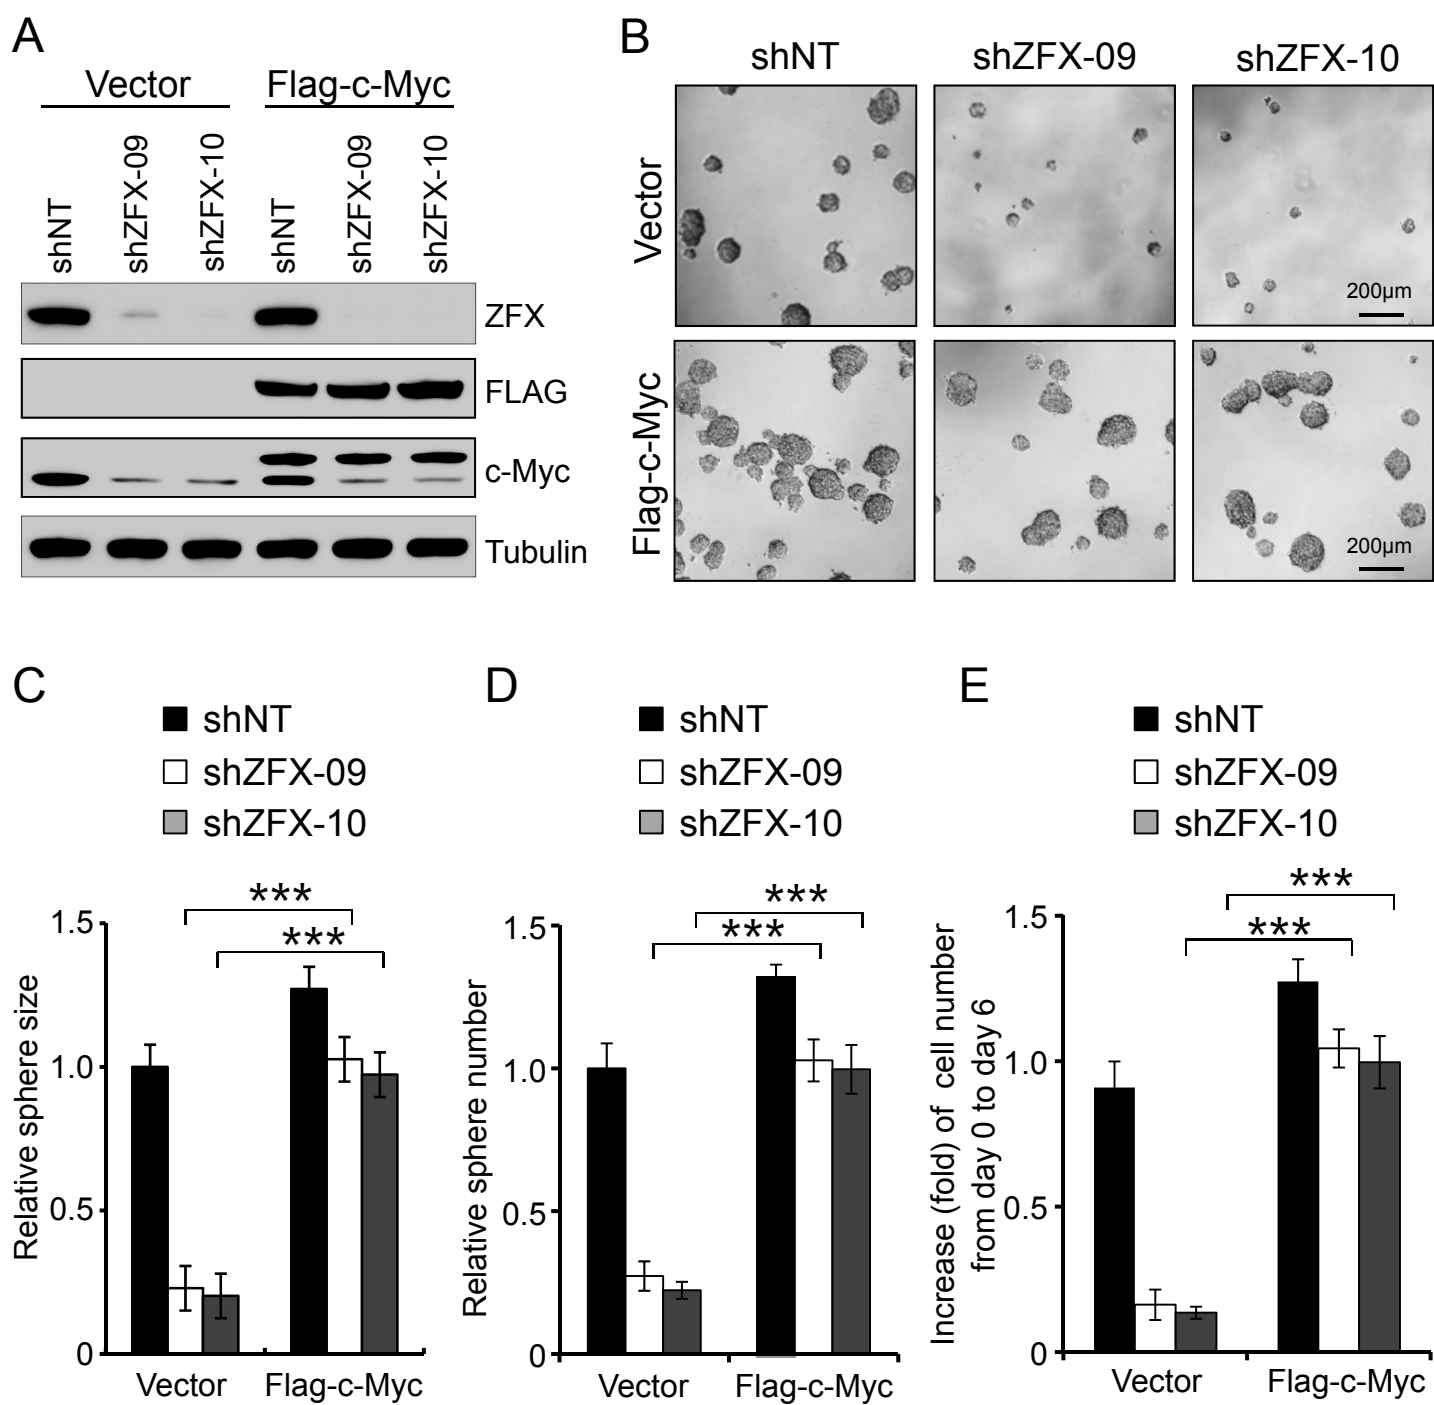 A
Vector
Flag-c-Myc
shNT
shZFX-09
shZFX-10
shNT
shZFX-09
shZFX-10
ZFX
FLAG
c-Myc
Tubulin
B
shNT
shZFX-09
shZFX-10
Vector
200µm
Flag-c-Myc
200µm
C
shNT
shZFX-09
shZFX-10
***
***
Relative sphere size
1.5
1.0
0.5
0
Vector
Flag-c-Myc
D
shNT
shZFX-09
shZFX-10
***
***
Relative sphere number
1.5
1.0
0.5
0
Vector
Flag-c-Myc
E
shNT
shZFX-09
shZFX-10
***
***
Increase (fold) of cell number
from day 0 to day 6
1.5
1.0
0.5
0
Vector
Flag-c-Myc